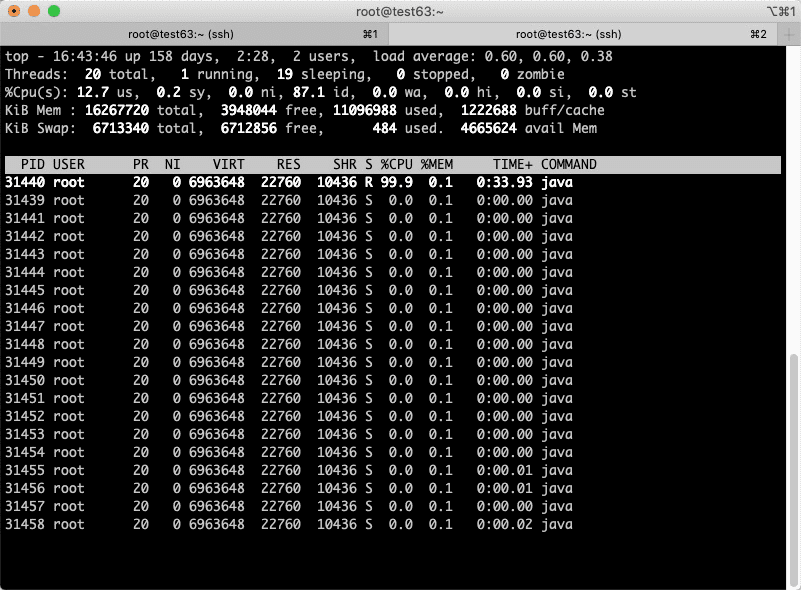 root@test63:~
⌥⌘1
root@test63:~ (ssh) ⌘1 root@test63:~ (ssh) ⌘2 +
top - 16:43:46 up 158 days,  2:28,  2 users,  load average: 0.60, 0.60, 0.38
Threads:  20 total,   1 running,  19 sleeping,   0 stopped,   0 zombie
%Cpu(s): 12.7 us,  0.2 sy,  0.0 ni, 87.1 id,  0.0 wa,  0.0 hi,  0.0 si,  0.0 st
KiB Mem : 16267720 total,  3948044 free, 11096988 used,  1222688 buff/cache
KiB Swap:  6713340 total,  6712856 free,      484 used.  4665624 avail Mem
PID USER      PR  NI    VIRT    RES    SHR S %CPU %MEM     TIME+ COMMAND
31440 root      20   0 6963648  22760  10436 R 99.9  0.1   0:33.93 java
31439 root      20   0 6963648  22760  10436 S  0.0  0.1   0:00.00 java
31441 root      20   0 6963648  22760  10436 S  0.0  0.1   0:00.00 java
31442 root      20   0 6963648  22760  10436 S  0.0  0.1   0:00.00 java
31443 root      20   0 6963648  22760  10436 S  0.0  0.1   0:00.00 java
31444 root      20   0 6963648  22760  10436 S  0.0  0.1   0:00.00 java
31445 root      20   0 6963648  22760  10436 S  0.0  0.1   0:00.00 java
31446 root      20   0 6963648  22760  10436 S  0.0  0.1   0:00.00 java
31447 root      20   0 6963648  22760  10436 S  0.0  0.1   0:00.00 java
31448 root      20   0 6963648  22760  10436 S  0.0  0.1   0:00.00 java
31449 root      20   0 6963648  22760  10436 S  0.0  0.1   0:00.00 java
31450 root      20   0 6963648  22760  10436 S  0.0  0.1   0:00.00 java
31451 root      20   0 6963648  22760  10436 S  0.0  0.1   0:00.00 java
31452 root      20   0 6963648  22760  10436 S  0.0  0.1   0:00.00 java
31453 root      20   0 6963648  22760  10436 S  0.0  0.1   0:00.00 java
31454 root      20   0 6963648  22760  10436 S  0.0  0.1   0:00.00 java
31455 root      20   0 6963648  22760  10436 S  0.0  0.1   0:00.01 java
31456 root      20   0 6963648  22760  10436 S  0.0  0.1   0:00.01 java
31457 root      20   0 6963648  22760  10436 S  0.0  0.1   0:00.00 java
31458 root      20   0 6963648  22760  10436 S  0.0  0.1   0:00.02 java